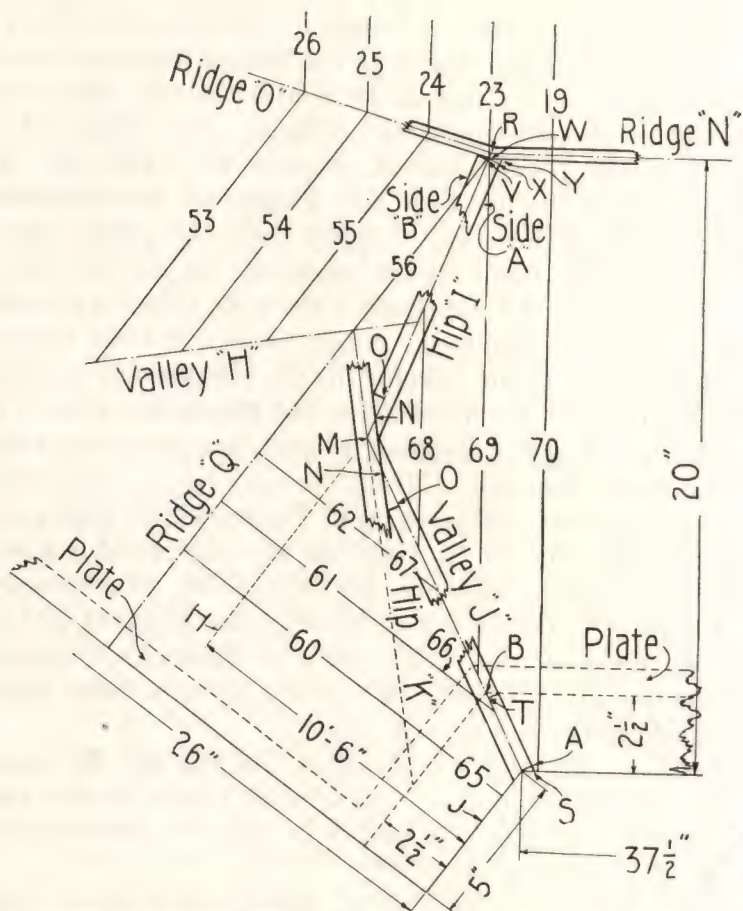 26
25
24
23
19
Ridge "O"
R
W
Ridge "N"
Side "B"
V
X
Y
Side "A"
53
54
55
56
Hip "I"
Valley "H"
O
N
M
N
68
69
70
20"
O
Ridge "Q"
62
67
Valley "J"
Plate
61
Hip "K"
H
66
B
Plate
60
T
2½"
10'-6"
A
26"
65
J
S
2½"
5"
37½"